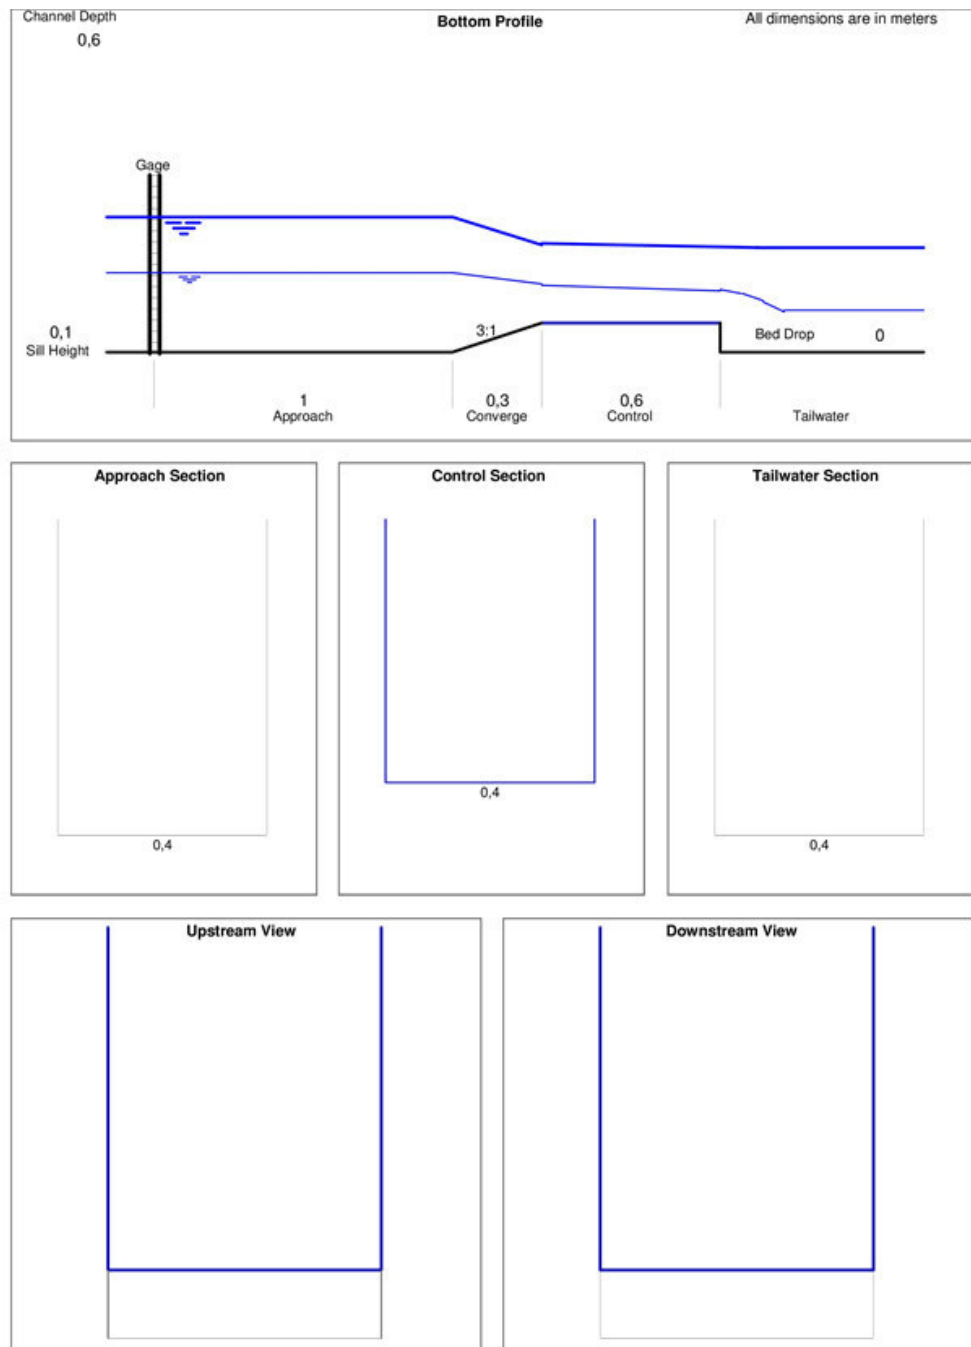 Channel Depth
Bottom Profile
All dimensions are in meters
0,6
Gage
0,1
Sill Height
3:1
Bed Drop
0
1
Approach
0,3
Converge
0,6
Control
Tailwater
Approach Section
0,4
Control Section
0,4
Tailwater Section
0,4
Upstream View
Downstream View